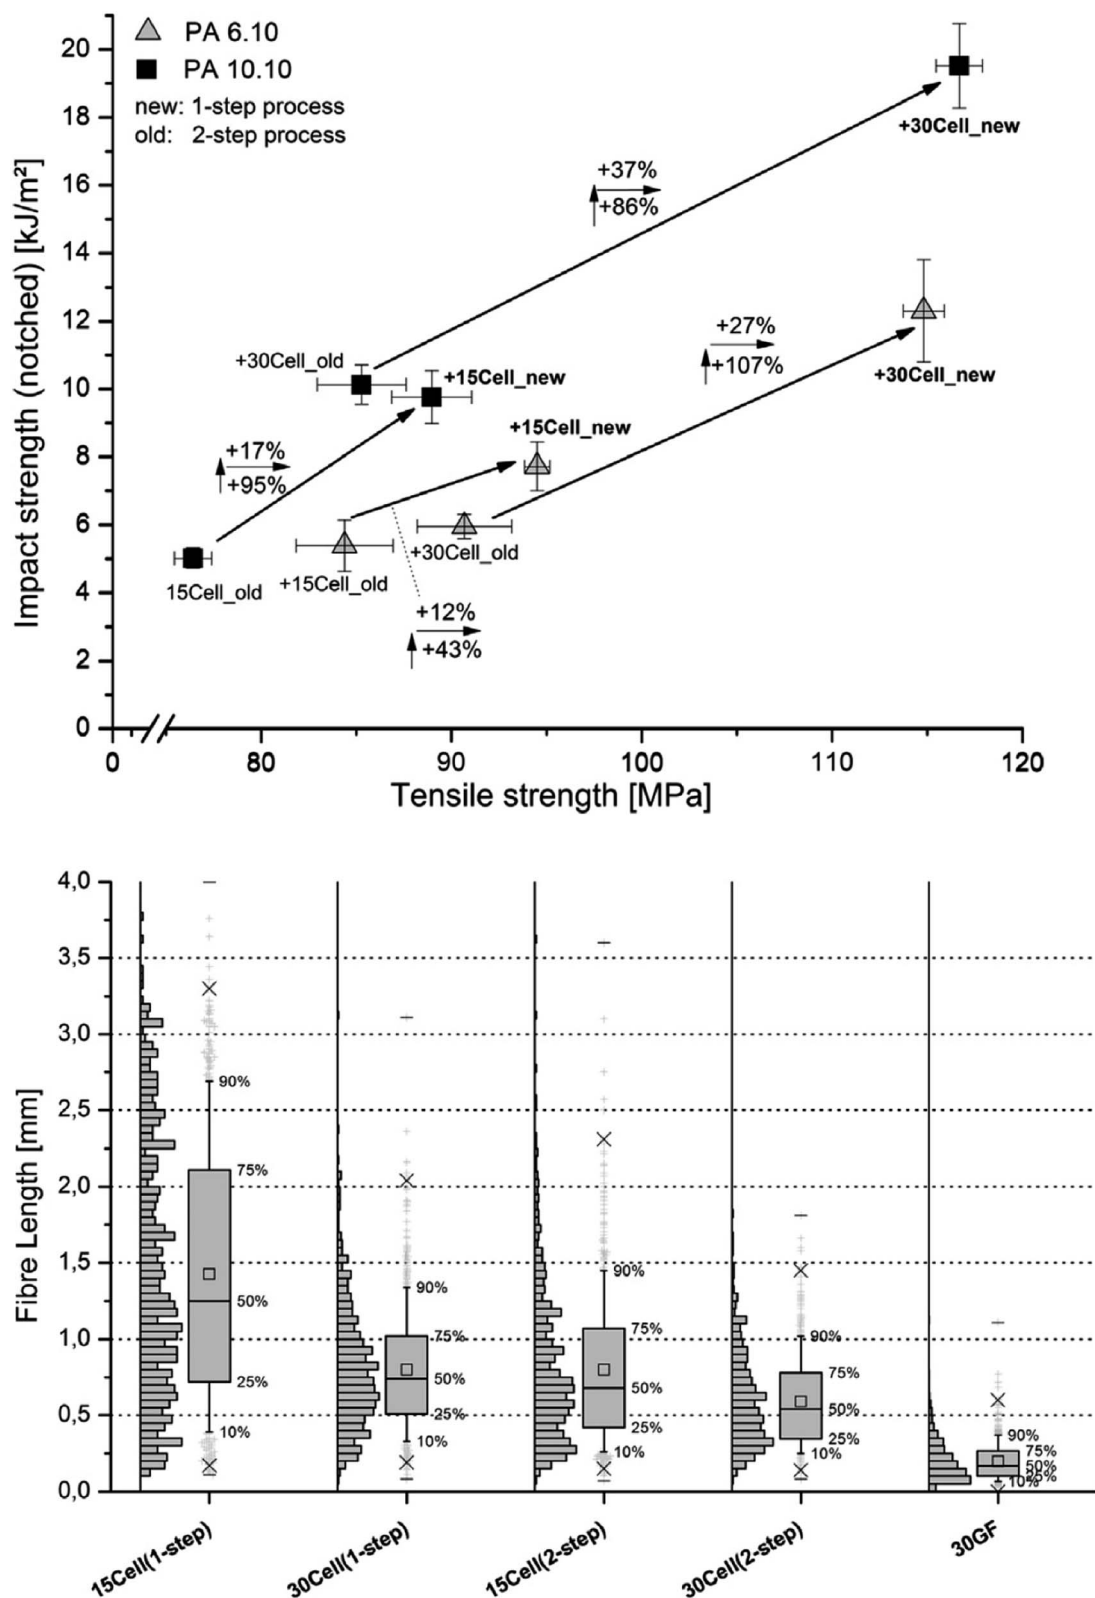 PA 6.10
PA 10.10
new: 1-step process
old: 2-step process
Impact strength (notched) [kJ/m²]
20
18
16
14
12
10
8
6
4
2
0
+30Cell_new
+37%
+86%
+30Cell_old
+15Cell_new
+27%
+107%
+30Cell_new
+15Cell_new
+17%
+95%
15Cell_old
+15Cell_old
+30Cell_old
+12%
+43%
0
80
90
100
110
120
Tensile strength [MPa]
Fibre Length [mm]
4,0
3,5
3,0
2,5
2,0
1,5
1,0
0,5
0,0
90%
75%
50%
25%
10%
90%
75%
50%
25%
10%
90%
75%
50%
25%
10%
90%
75%
50%
25%
10%
90%
75%
50%
25%
10%
15Cell(1-step)
30Cell(1-step)
15Cell(2-step)
30Cell(2-step)
30GF